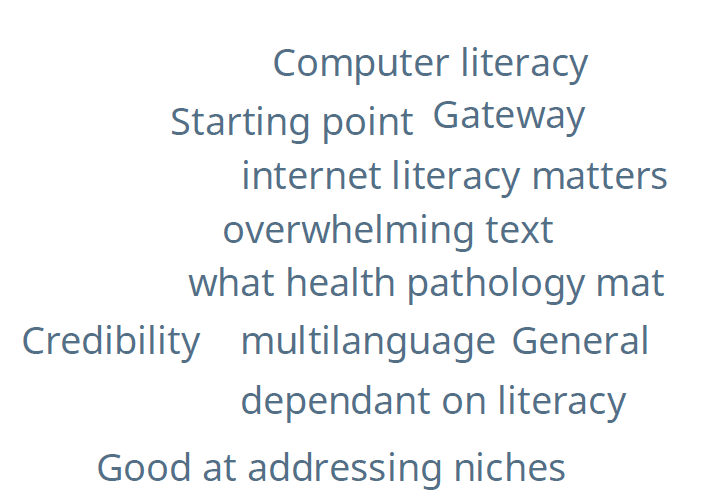 Computer literacy
Starting point Gateway
internet literacy matters
overwhelming text
what health pathology mat
Credibility multilanguage General
dependant on literacy
Good at addressing niches